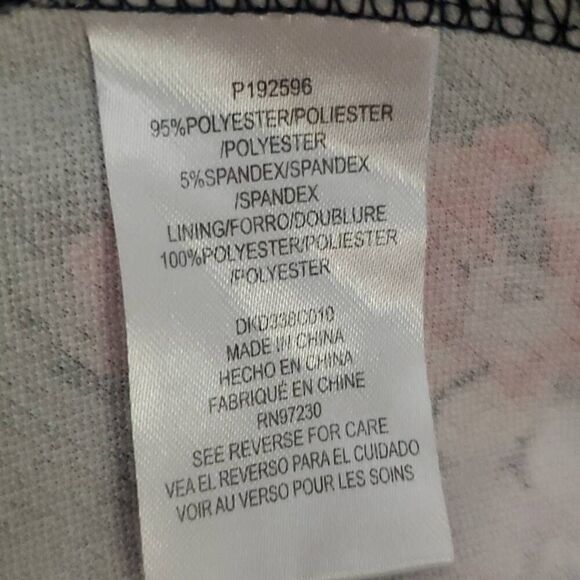 P192596
95%POLYESTER/POLIESTER
/POLYESTER
5%SPANDEX/SPANDEX
/SPANDEX
LINING/FORRO/DOUBLURE
100%POLYESTER/POLIESTER
/POLYESTER
DKD338C010
MADE IN CHINA
HECHO EN CHINA
FABRIQUÉ EN CHINE
RN97230
SEE REVERSE FOR CARE
VEA EL REVERSO PARA EL CUIDADO
VOIR AU VERSO POUR LES SOINS